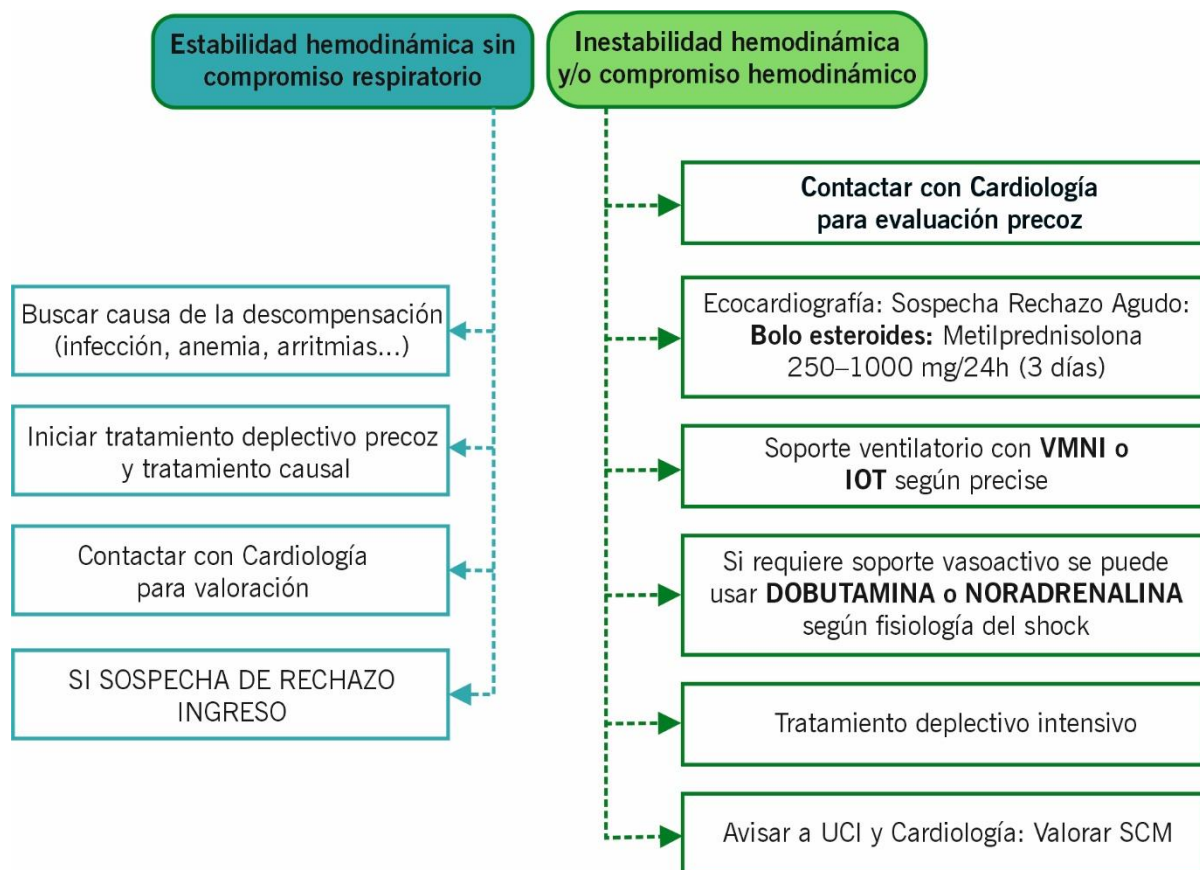 Estabilidad hemodinámica sin
compromiso respiratorio
Buscar causa de la descompensación
(infección, anemia, arritmias...)
Iniciar tratamiento deplectivo precoz
y tratamiento causal
Contactar con Cardiología
para valoración
SI SOSPECHA DE RECHAZO
INGRESO
Inestabilidad hemodinámica
y/o compromiso hemodinámico
Contactar con Cardiología
para evaluación precoz
Ecocardiografía: Sospecha Rechazo Agudo:
Bolo esteroides: Metilprednisolona
250–1000 mg/24h (3 días)
Soporte ventilatorio con VMNI o
IOT según precise
Si requiere soporte vasoactivo se puede
usar DOBUTAMINA o NORADRENALINA
según fisiología del shock
Tratamiento deplectivo intensivo
Avisar a UCI y Cardiología: Valorar SCM